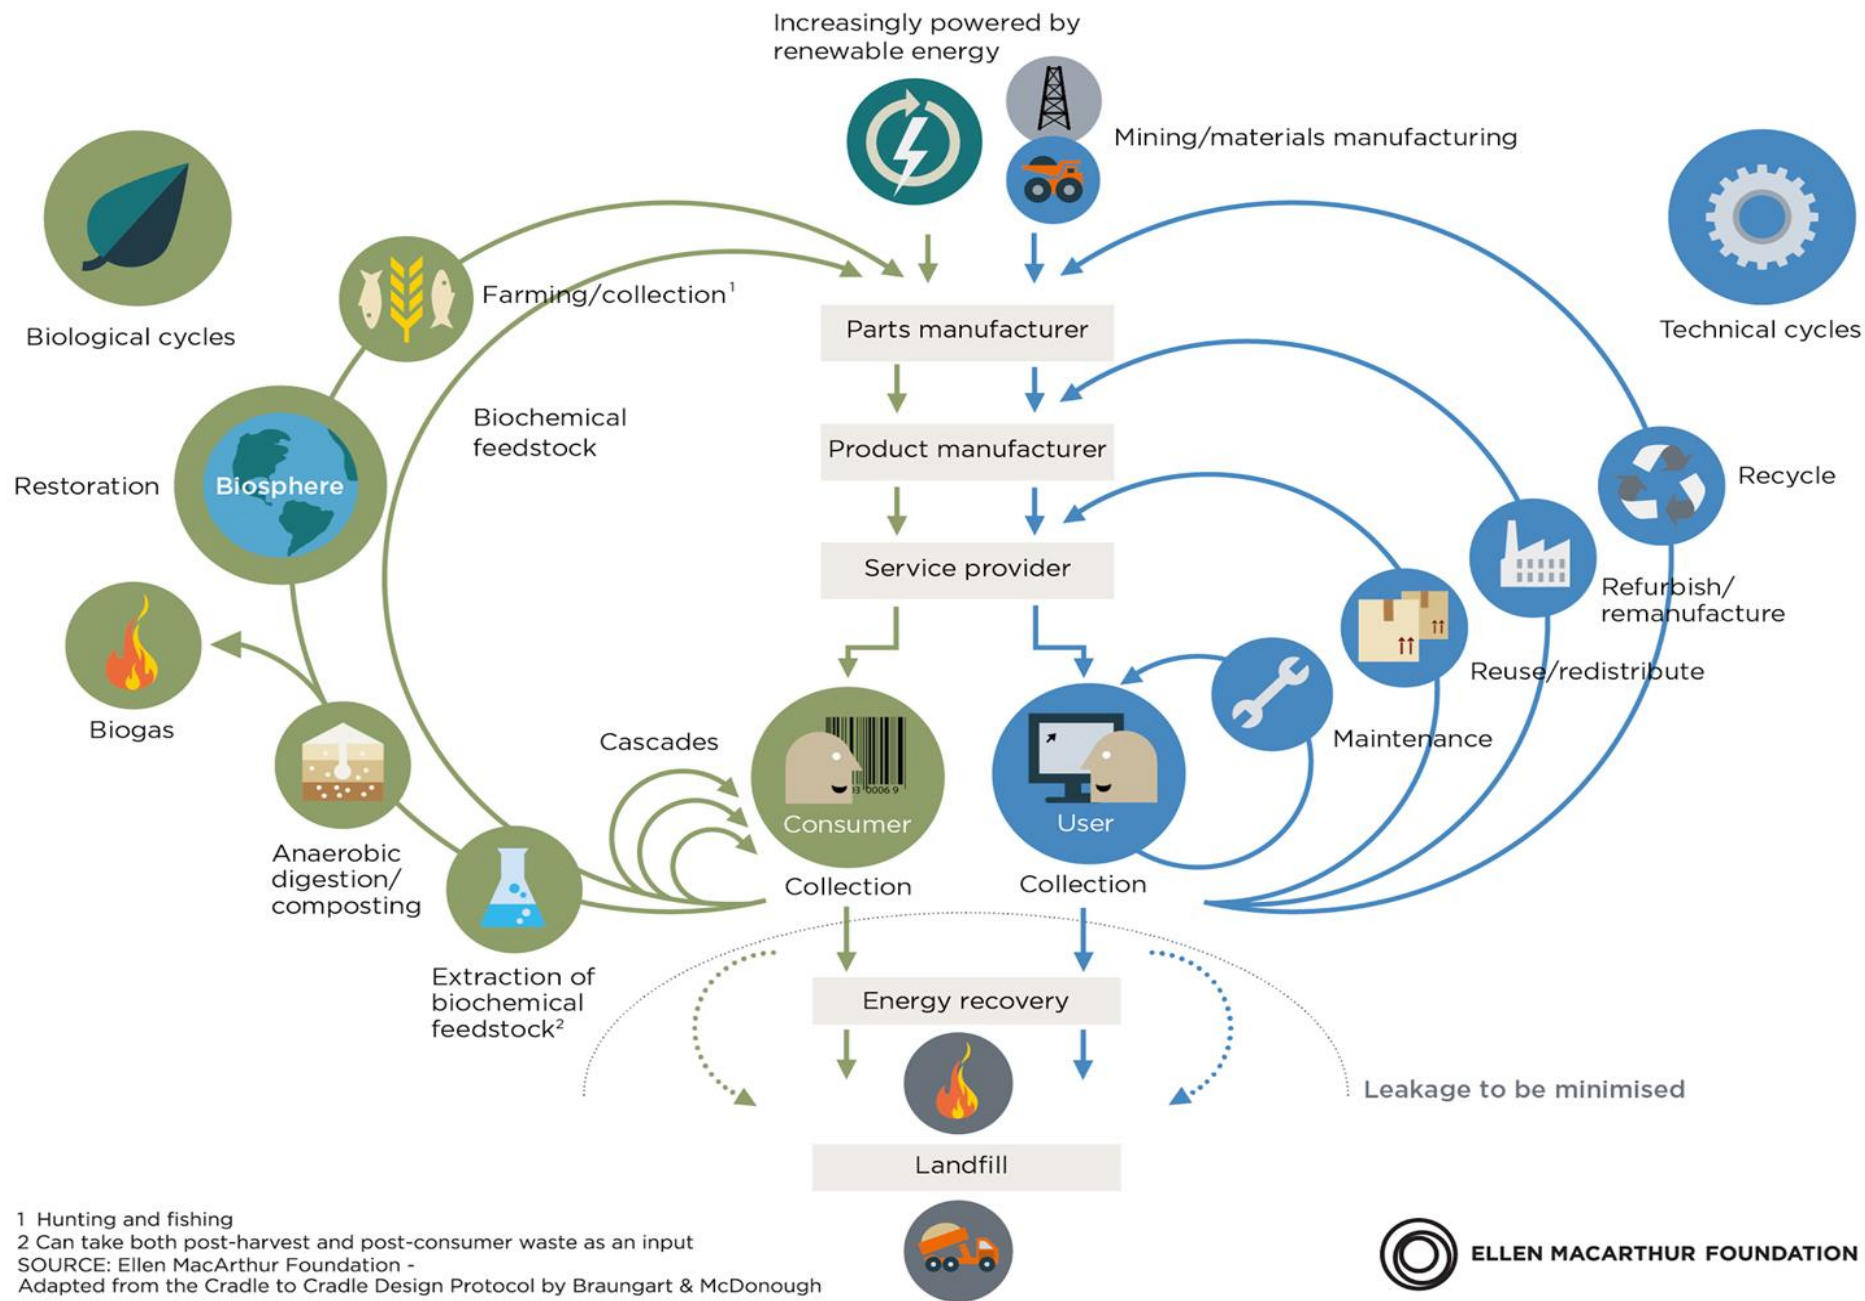 Increasingly powered by
renewable energy
Mining/materials manufacturing
Biological cycles
Technical cycles
Farming/collection¹
Parts manufacturer
Biochemical
feedstock
Product manufacturer
Restoration
Biosphere
Recycle
Service provider
Refurbish/
remanufacture
Reuse/redistribute
Biogas
Cascades
Maintenance
03 0006 9
Consumer
User
Anaerobic
digestion/
composting
Collection
Collection
Extraction of
biochemical
feedstock²
Energy recovery
Leakage to be minimised
Landfill
1 Hunting and fishing
2 Can take both post-harvest and post-consumer waste as an input
SOURCE: Ellen MacArthur Foundation -
Adapted from the Cradle to Cradle Design Protocol by Braungart & McDonough
ELLEN MACARTHUR FOUNDATION